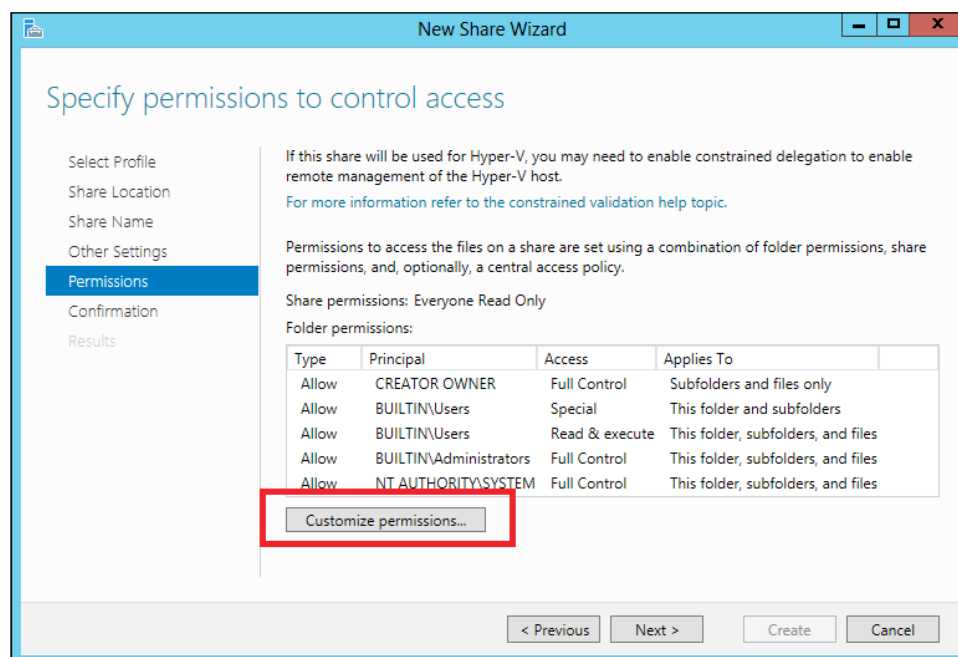 New Share Wizard
Specify permissions to control access
Select Profile
Share Location
Share Name
Other Settings
Permissions
Confirmation
Results
If this share will be used for Hyper-V, you may need to enable constrained delegation to enable
remote management of the Hyper-V host.
For more information refer to the constrained validation help topic.
Permissions to access the files on a share are set using a combination of folder permissions, share
permissions, and, optionally, a central access policy.
Share permissions: Everyone Read Only
Folder permissions:
Type Principal Access Applies To
Allow CREATOR OWNER Full Control Subfolders and files only
Allow BUILTIN\Users Special This folder and subfolders
Allow BUILTIN\Users Read & execute This folder, subfolders, and files
Allow BUILTIN\Administrators Full Control This folder, subfolders, and files
Allow NT AUTHORITY\SYSTEM Full Control This folder, subfolders, and files
Customize permissions...
< Previous Next > Create Cancel